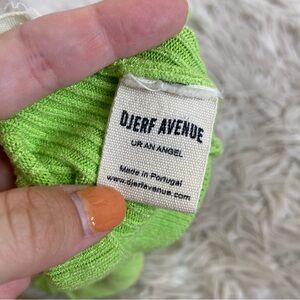 DJERF AVENUE
UR AN ANGEL
Made in Portugal
www.djerfavenue.com